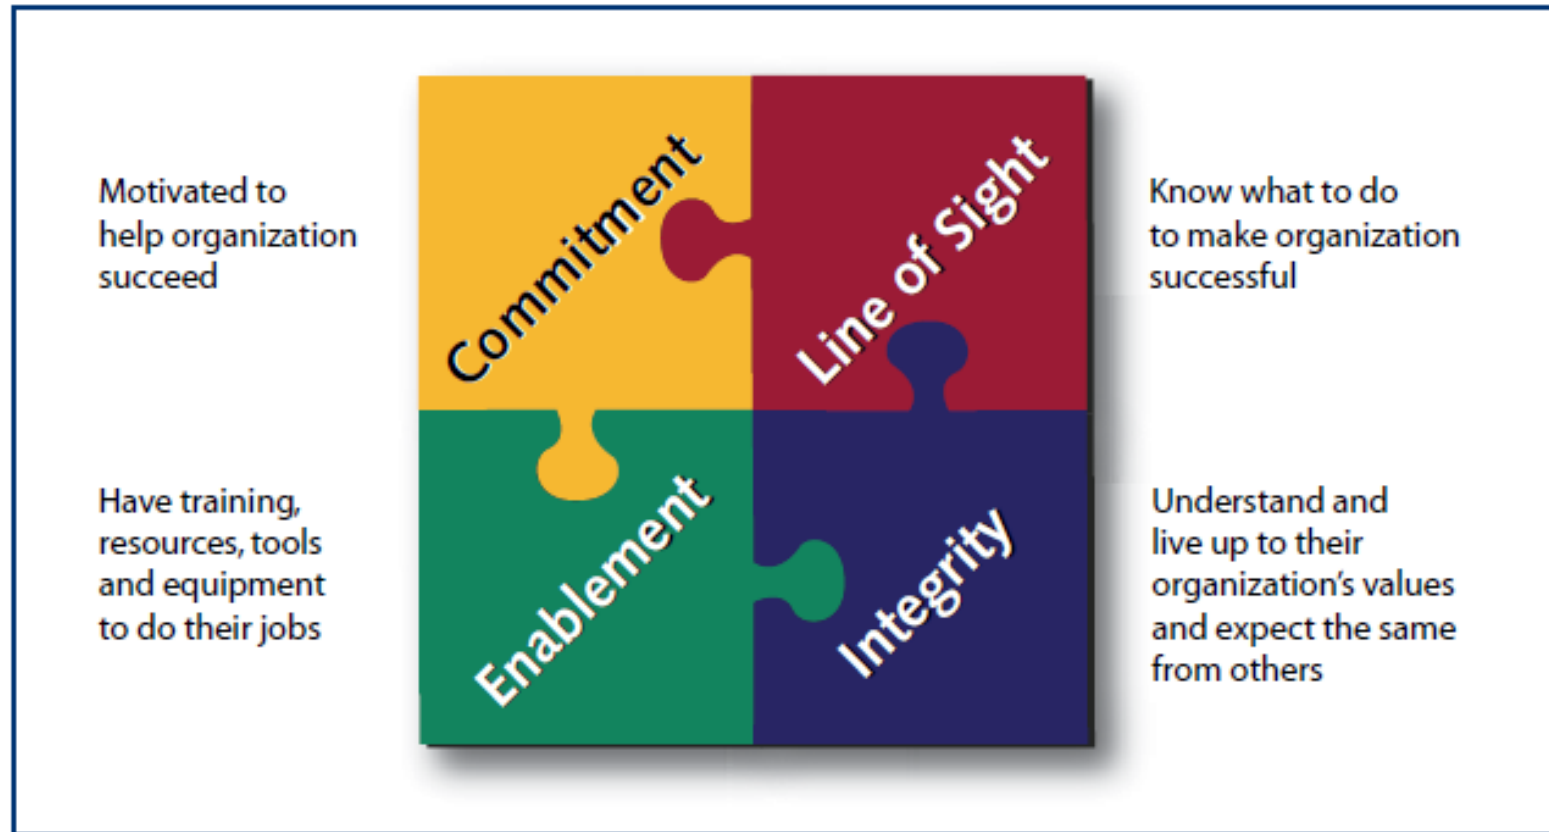 Motivated to
help organization
succeed
Commitment
Line of Sight
Know what to do
to make organization
successful
Have training,
resources, tools
and equipment
to do their jobs
Enablement
Integrity
Understand and
live up to their
organization’s values
and expect the same
from others